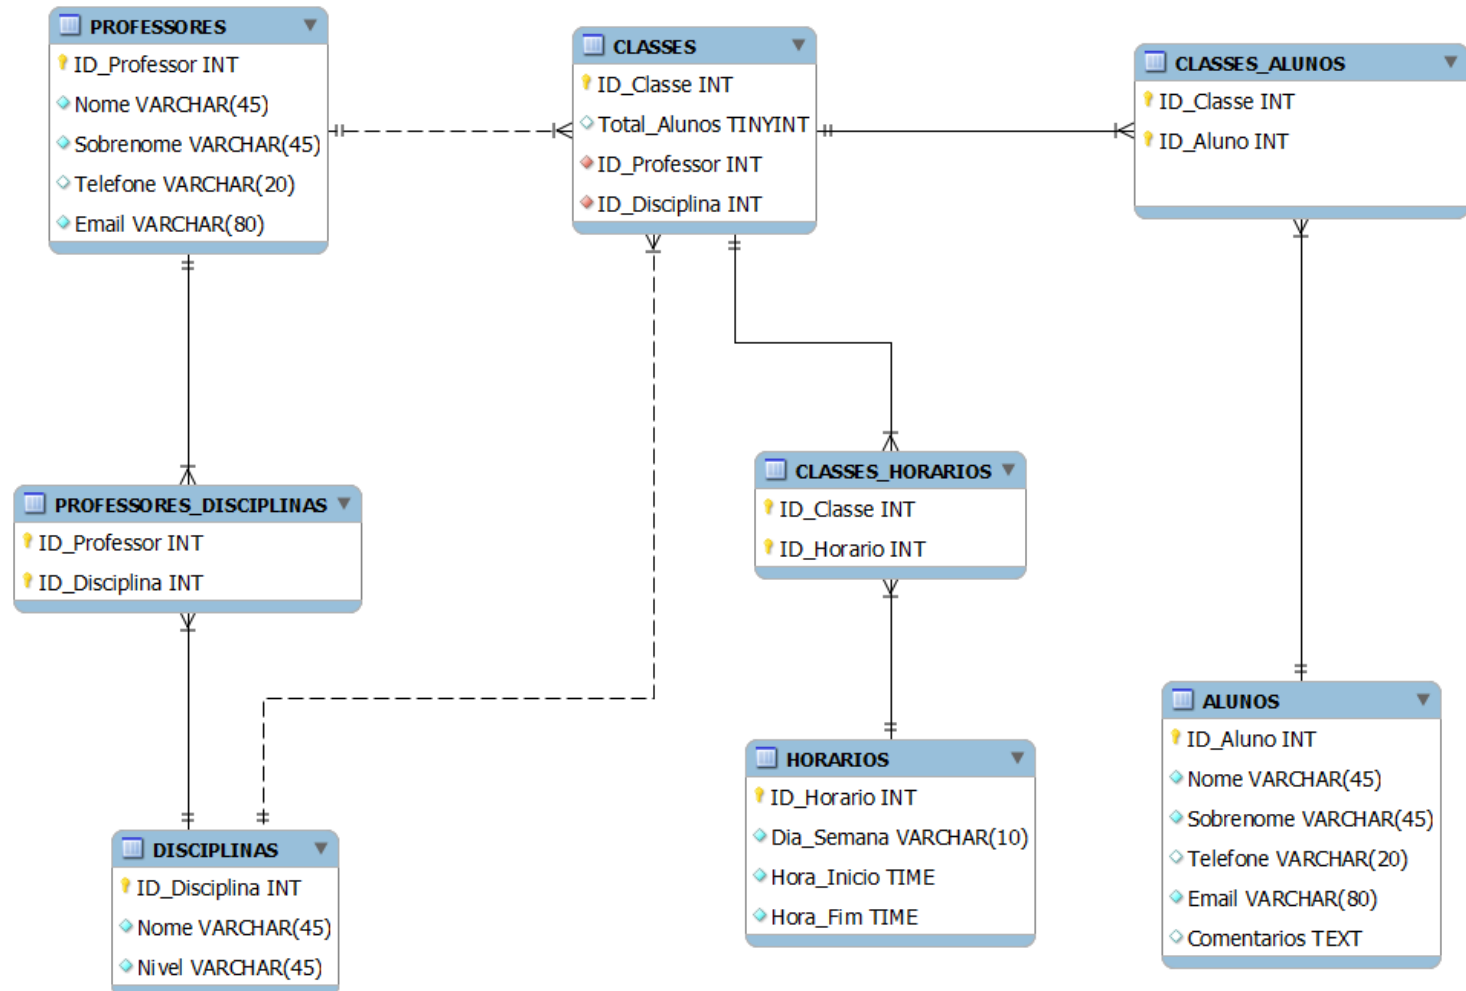 PROFESSORES
ID_Professor INT
Nome VARCHAR(45)
Sobrenome VARCHAR(45)
Telefone VARCHAR(20)
Email VARCHAR(80)
CLASSES
ID_Classe INT
Total_Alunos TINYINT
ID_Professor INT
ID_Disciplina INT
CLASSES_ALUNOS
ID_Classe INT
ID_Aluno INT
PROFESSORES_DISCIPLINAS
ID_Professor INT
ID_Disciplina INT
CLASSES_HORARIOS
ID_Classe INT
ID_Horario INT
DISCIPLINAS
ID_Disciplina INT
Nome VARCHAR(45)
Nivel VARCHAR(45)
HORARIOS
ID_Horario INT
Dia_Semana VARCHAR(10)
Hora_Inicio TIME
Hora_Fim TIME
ALUNOS
ID_Aluno INT
Nome VARCHAR(45)
Sobrenome VARCHAR(45)
Telefone VARCHAR(20)
Email VARCHAR(80)
Comentarios TEXT